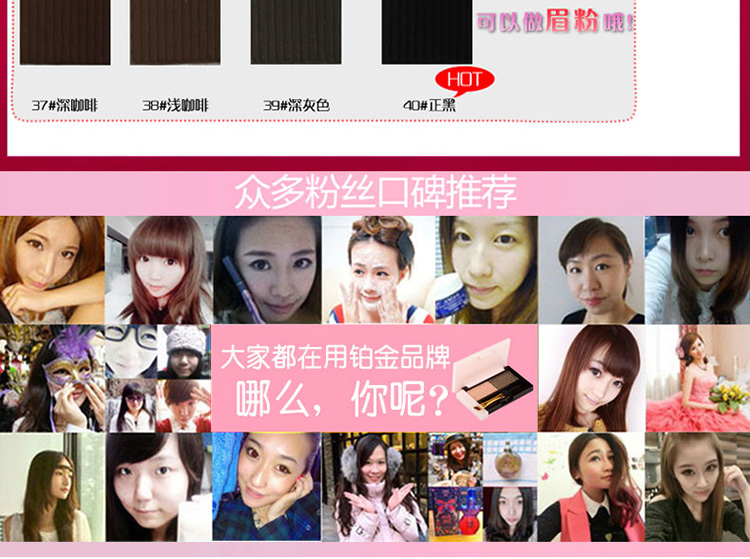 可以做眉粉哦!
HOT
37#深咖啡 38#浅咖啡 39#深灰色 40#正黑
众多粉丝口碑推荐
大家都在用铂金品牌
哪么，你呢?